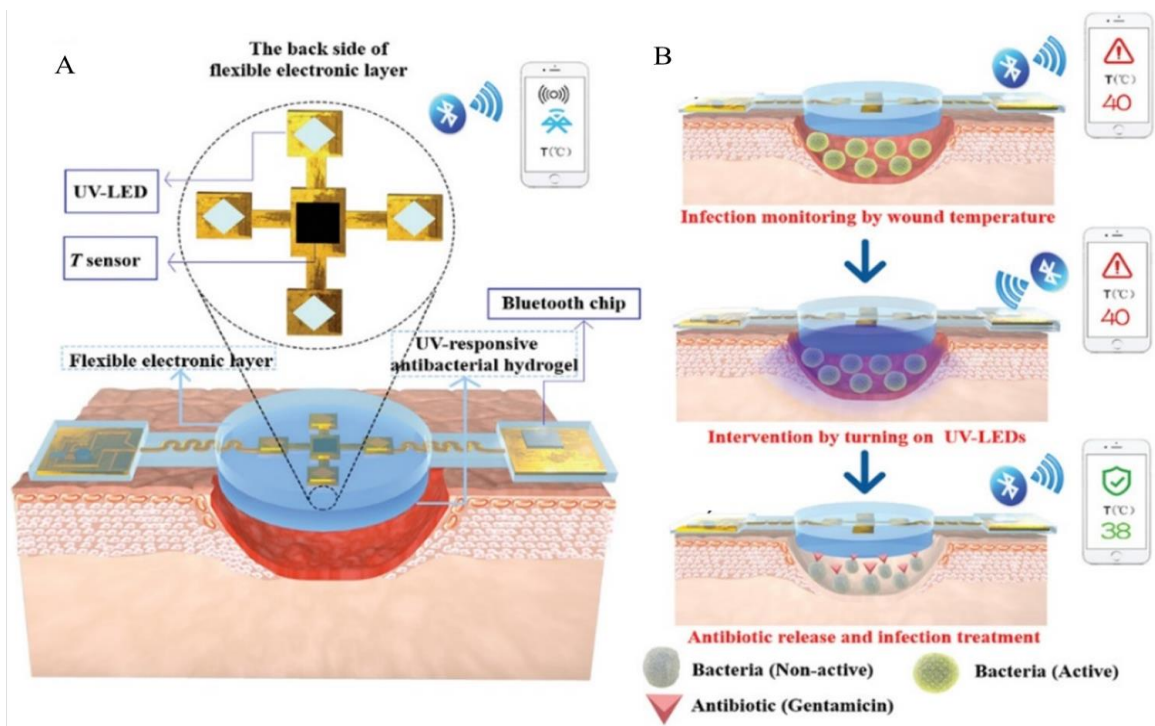 A
The back side of
flexible electronic layer
T(℃)
UV-LED
T sensor
Bluetooth chip
Flexible electronic layer
UV-responsive
antibacterial hydrogel
B
T(℃)
40
Infection monitoring by wound temperature
T(℃)
40
Intervention by turning on UV-LEDs
T(℃)
38
Antibiotic release and infection treatment
Bacteria (Non-active)
Bacteria (Active)
Antibiotic (Gentamicin)